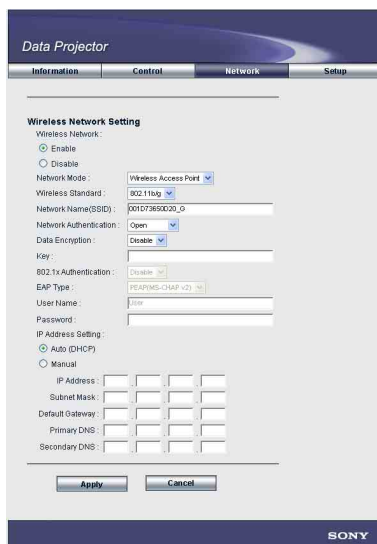 Data Projector
Information Control Network Setup
Wireless Network Setting
Wireless Network :
Enable
Disable
Network Mode : Wireless Access Point
Wireless Standard : 802.11b/g
Network Name(SSID) : 001D73650D20_G
Network Authentication : Open
Data Encryption : Disable
Key :
802.1x Authentication : Disable
EAP Type : PEAP(MS-CHAP v2)
User Name : User
Password :
IP Address Setting :
Auto (DHCP)
Manual
IP Address : . . .
Subnet Mask : . . .
Default Gateway : . . .
Primary DNS : . . .
Secondary DNS : . . .
Apply Cancel
SONY